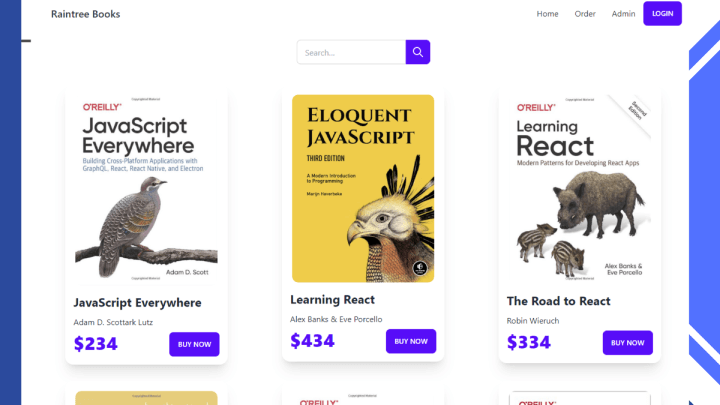 Raintree Books
Home
Order
Admin
LOGIN
Search...
O'REILLY®
JavaScript
Everywhere
Building Cross-Platform Applications with
GraphQL, React, React Native, and Electron
Adam D. Scott
JavaScript Everywhere
Adam D. Scottark Lutz
$234
BUY NOW
ELOQUENT
JAVASCRIPT
THIRD EDITION
A Modern Introduction
to Programming
Marijn Haverbeke
Learning React
Alex Banks & Eve Porcello
$434
BUY NOW
O'REILLY®
Second
Edition
Learning
React
Modern Patterns for Developing React Apps
Alex Banks &
Eve Porcello
The Road to React
Robin Wieruch
$334
BUY NOW
O'REILLY®
O'REILLY®